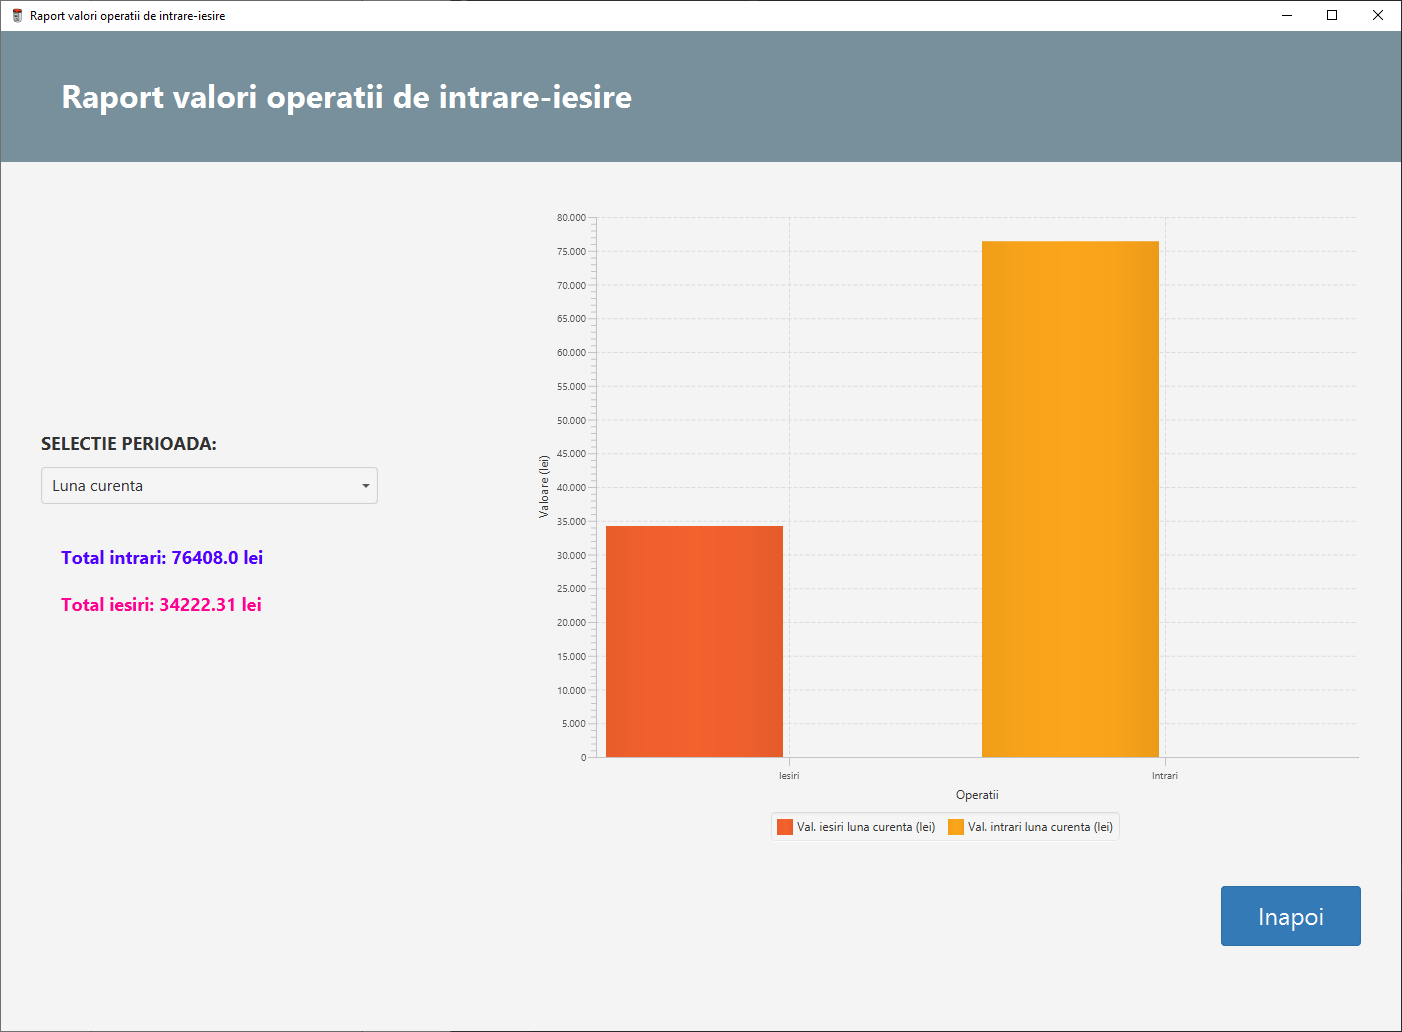 Raport valori operatii de intrare-iesire
Raport valori operatii de intrare-iesire
SELECTIE PERIOADA:
Luna curenta
Total intrari: 76408.0 lei
Total iesiri: 34222.31 lei
Valoare (lei)
80.000
75.000
70.000
65.000
60.000
55.000
50.000
45.000
40.000
35.000
30.000
25.000
20.000
15.000
10.000
5.000
0
Iesiri
Intrari
Operatii
Val. iesiri luna curenta (lei)
Val. intrari luna curenta (lei)
Inapoi